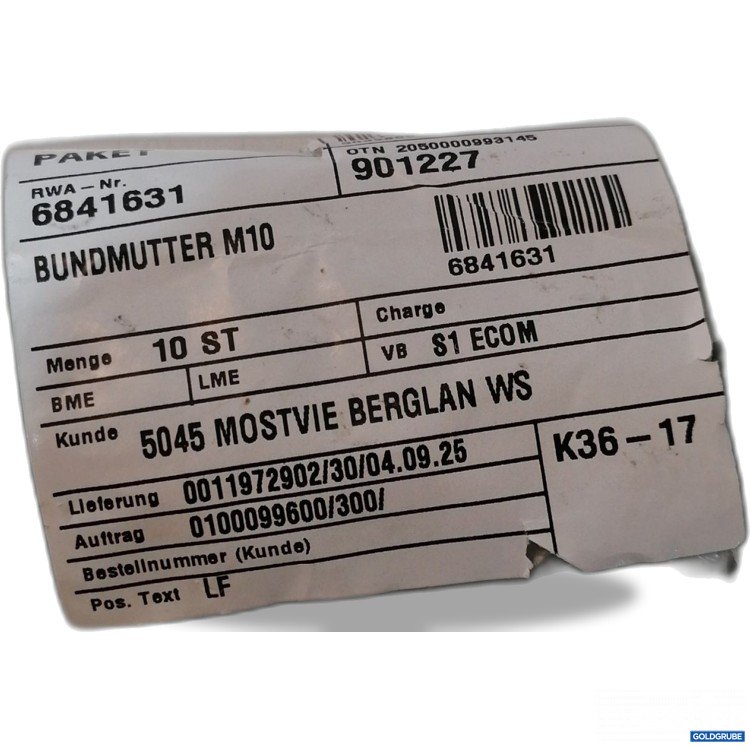 PAKET
OTN 2050000993145
RWA-Nr. 901227
6841631
BUNDMUTTER M10
6841631
Menge 10 ST Charge
BME LME VB S1 ECOM
Kunde 5045 MOSTVIE BERGLAN WS
Lieferung 0011972902/30/04.09.25 K36-17
Auftrag 0100099600/300/
Bestellnummer (Kunde)
Pos. Text LF
GOLDGRUBE